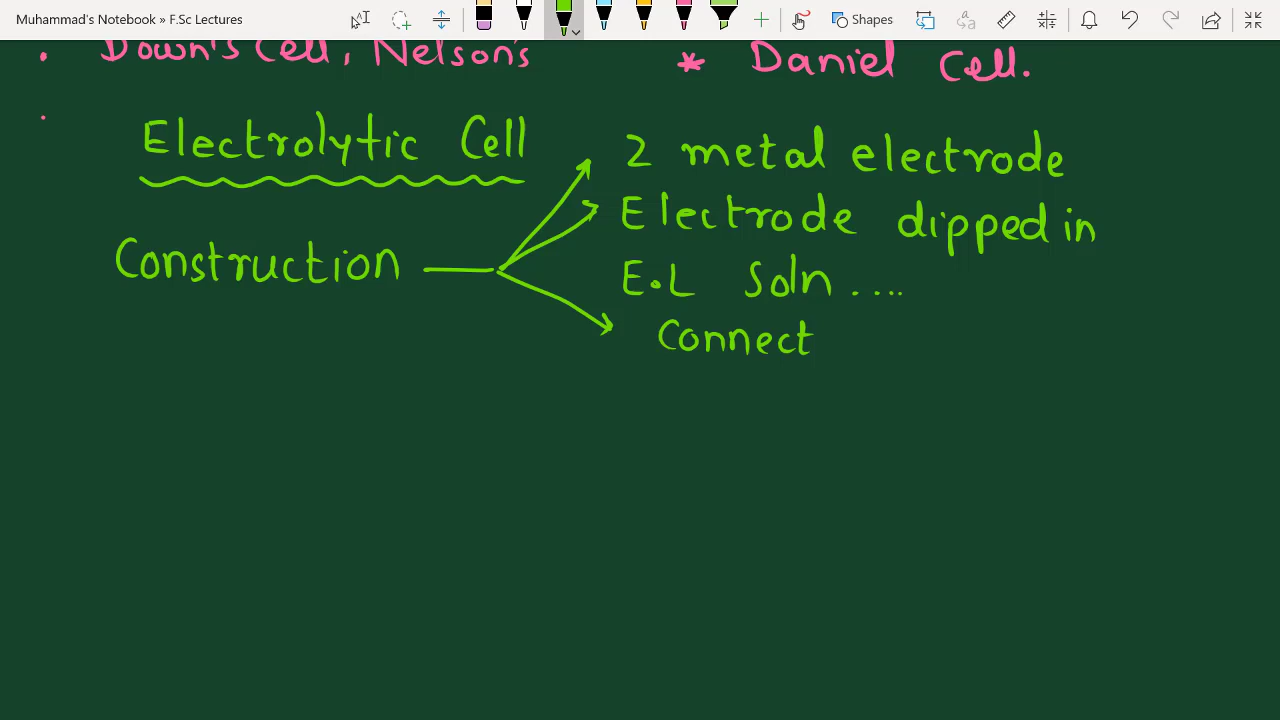 Muhammad's Notebook » F.Sc Lectures
Shapes
Down's Cell, Nelson's
* Daniel Cell.
Electrolytic Cell
Construction
2 metal electrode
Electrode dipped in
E.L Soln ....
Connect